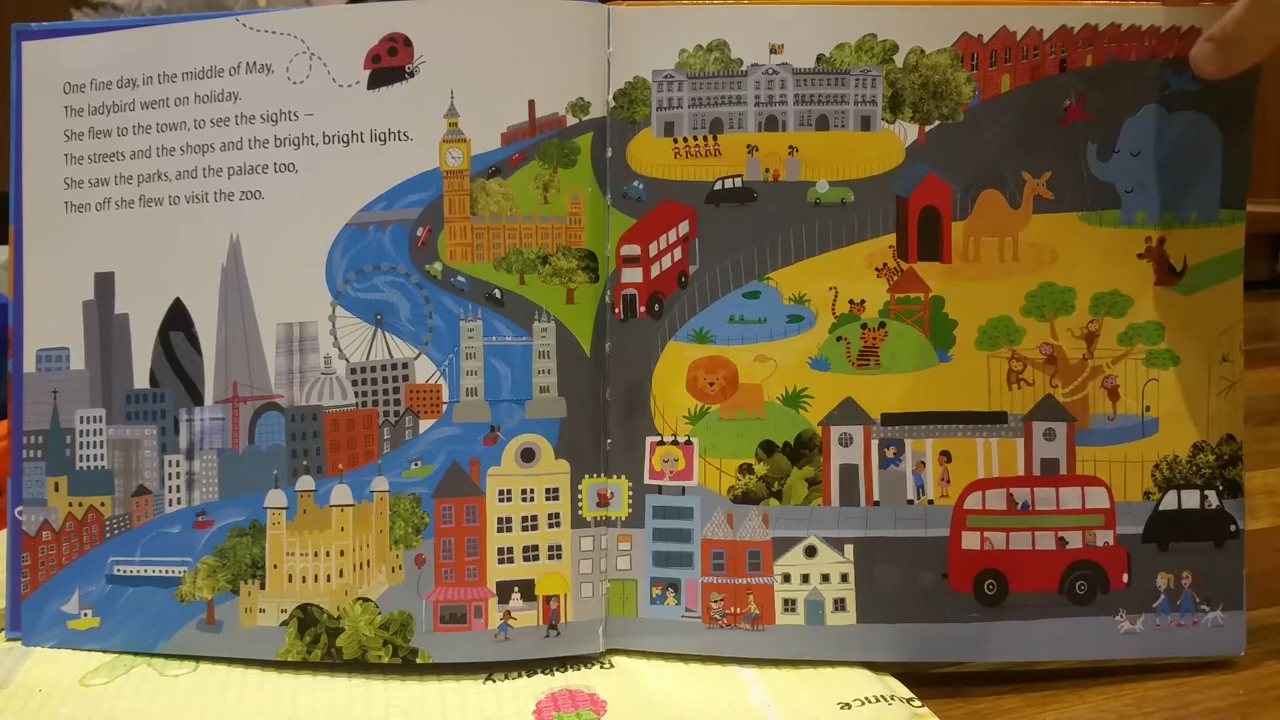 One fine day, in the middle of May,
The ladybird went on holiday.
She flew to the town, to see the sights –
The streets and the shops and the bright, bright lights.
She saw the parks, and the palace too,
Then off she flew to visit the zoo.
Raspberry
Quince